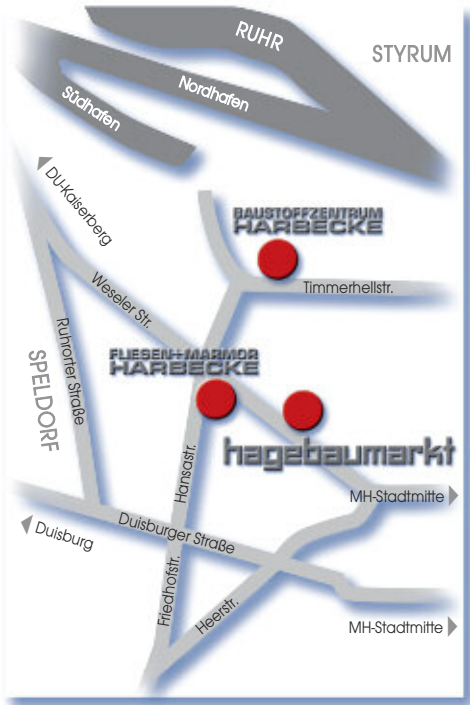 RUHR
STYRUM
Nordhafen
Südhafen
DU-Kaiserberg
BAUSTOFFZENTRUM
HARBECKE
Timmerhellstr.
Weseler Str.
Ruhrorter Straße
SPELDORF
FLIESEN+MARMOR
HARBECKE
hagebaumarkt
Hansastr.
MH-Stadtmitte
Duisburg
Duisburger Straße
Friedhofstr.
Heerstr.
MH-Stadtmitte